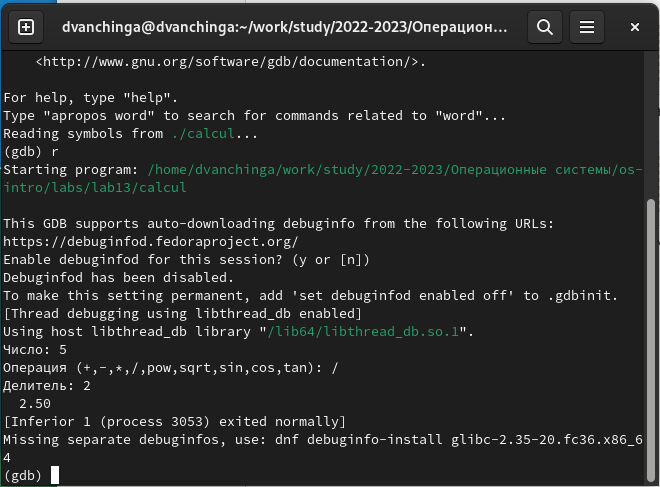 dvanchinga@dvanchinga:~/work/study/2022-2023/Операцион...
<http://www.gnu.org/software/gdb/documentation/>.
For help, type "help".
Type "apropos word" to search for commands related to "word"...
Reading symbols from ./calcul...
(gdb) r
Starting program: /home/dvanchinga/work/study/2022-2023/Операционные системы/os-
intro/labs/lab13/calcul
This GDB supports auto-downloading debuginfo from the following URLs:
https://debuginfod.fedoraproject.org/
Enable debuginfod for this session? (y or [n])
Debuginfod has been disabled.
To make this setting permanent, add 'set debuginfod enabled off' to .gdbinit.
[Thread debugging using libthread_db enabled]
Using host libthread_db library "/lib64/libthread_db.so.1".
Число: 5
Операция (+,-,*,/,pow,sqrt,sin,cos,tan): /
Делитель: 2
2.50
[Inferior 1 (process 3053) exited normally]
Missing separate debuginfos, use: dnf debuginfo-install glibc-2.35-20.fc36.x86_6
4
(gdb)